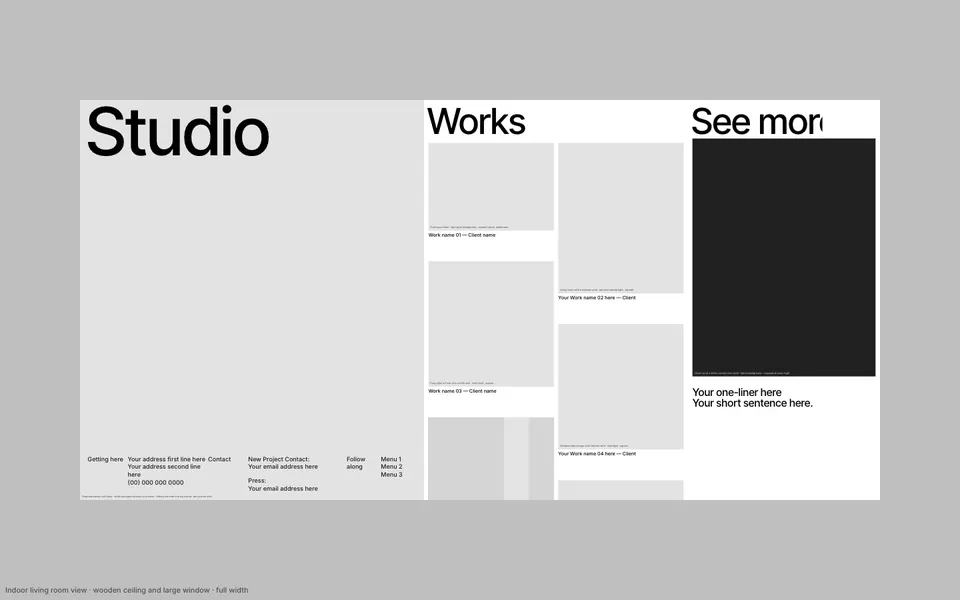 Studio
Getting here
Your address first line here
Your address second line
here
(00) 000 000 0000
Contact
New Project Contact:
Your email address here
Press:
Your email address here
Follow
along
Menu 1
Menu 2
Menu 3
Works
Work name 01 — Client name
Your Work name 02 here — Client
Work name 03 — Client name
Your Work name 04 here — Client
See mor
Your one-liner here
Your short sentence here.
Indoor living room view · wooden ceiling and large window · full width